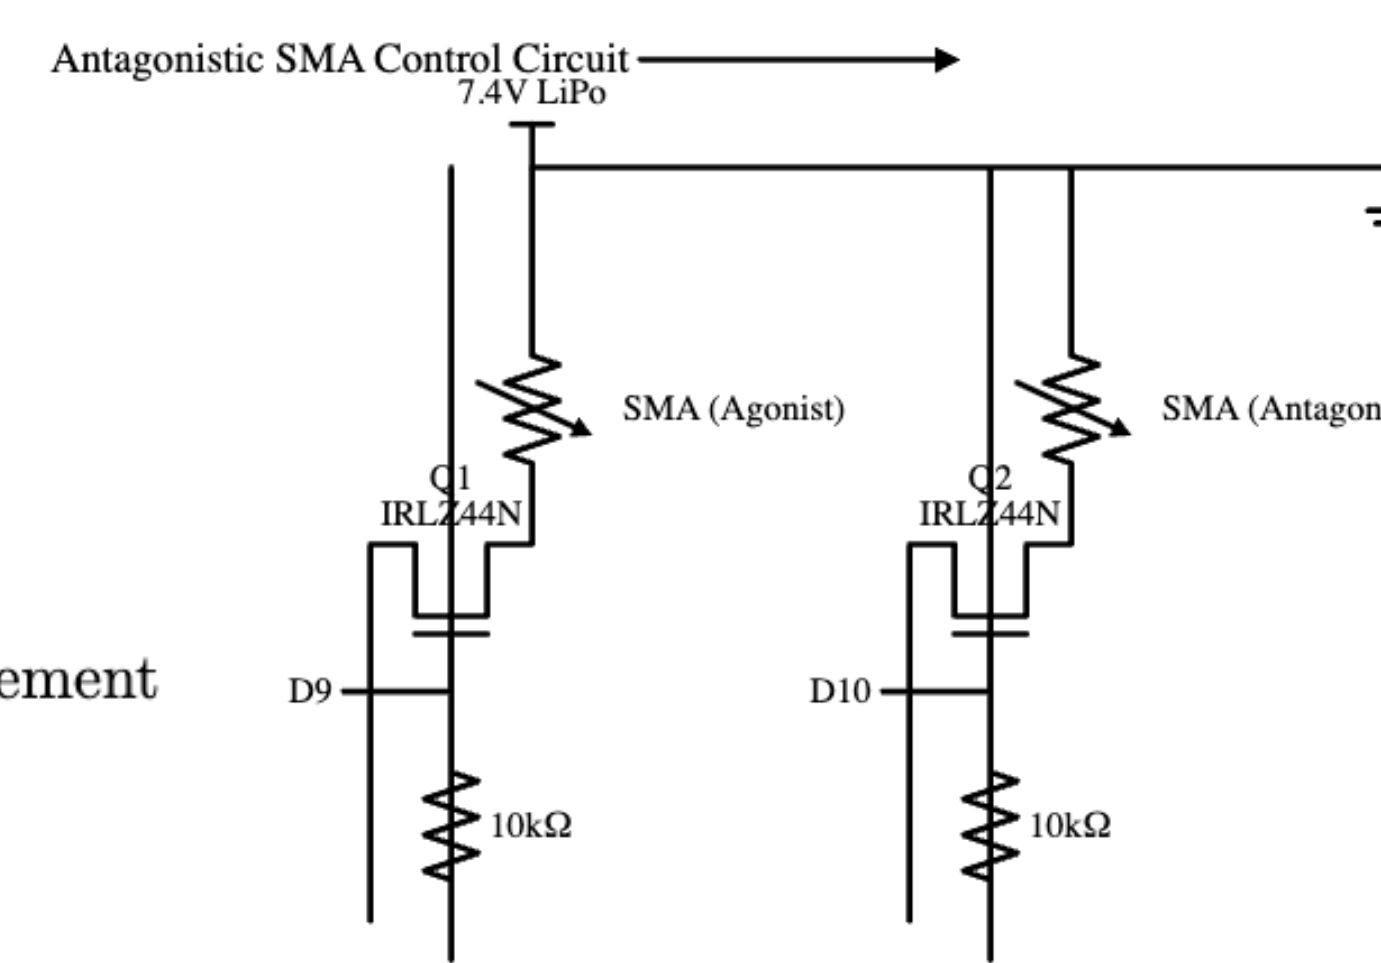 Antagonistic SMA Control Circuit
7.4V LiPo
SMA (Agonist)
SMA (Antagon
Q1
IRLZ44N
Q2
IRLZ44N
ement
D9
D10
10kΩ
10kΩ